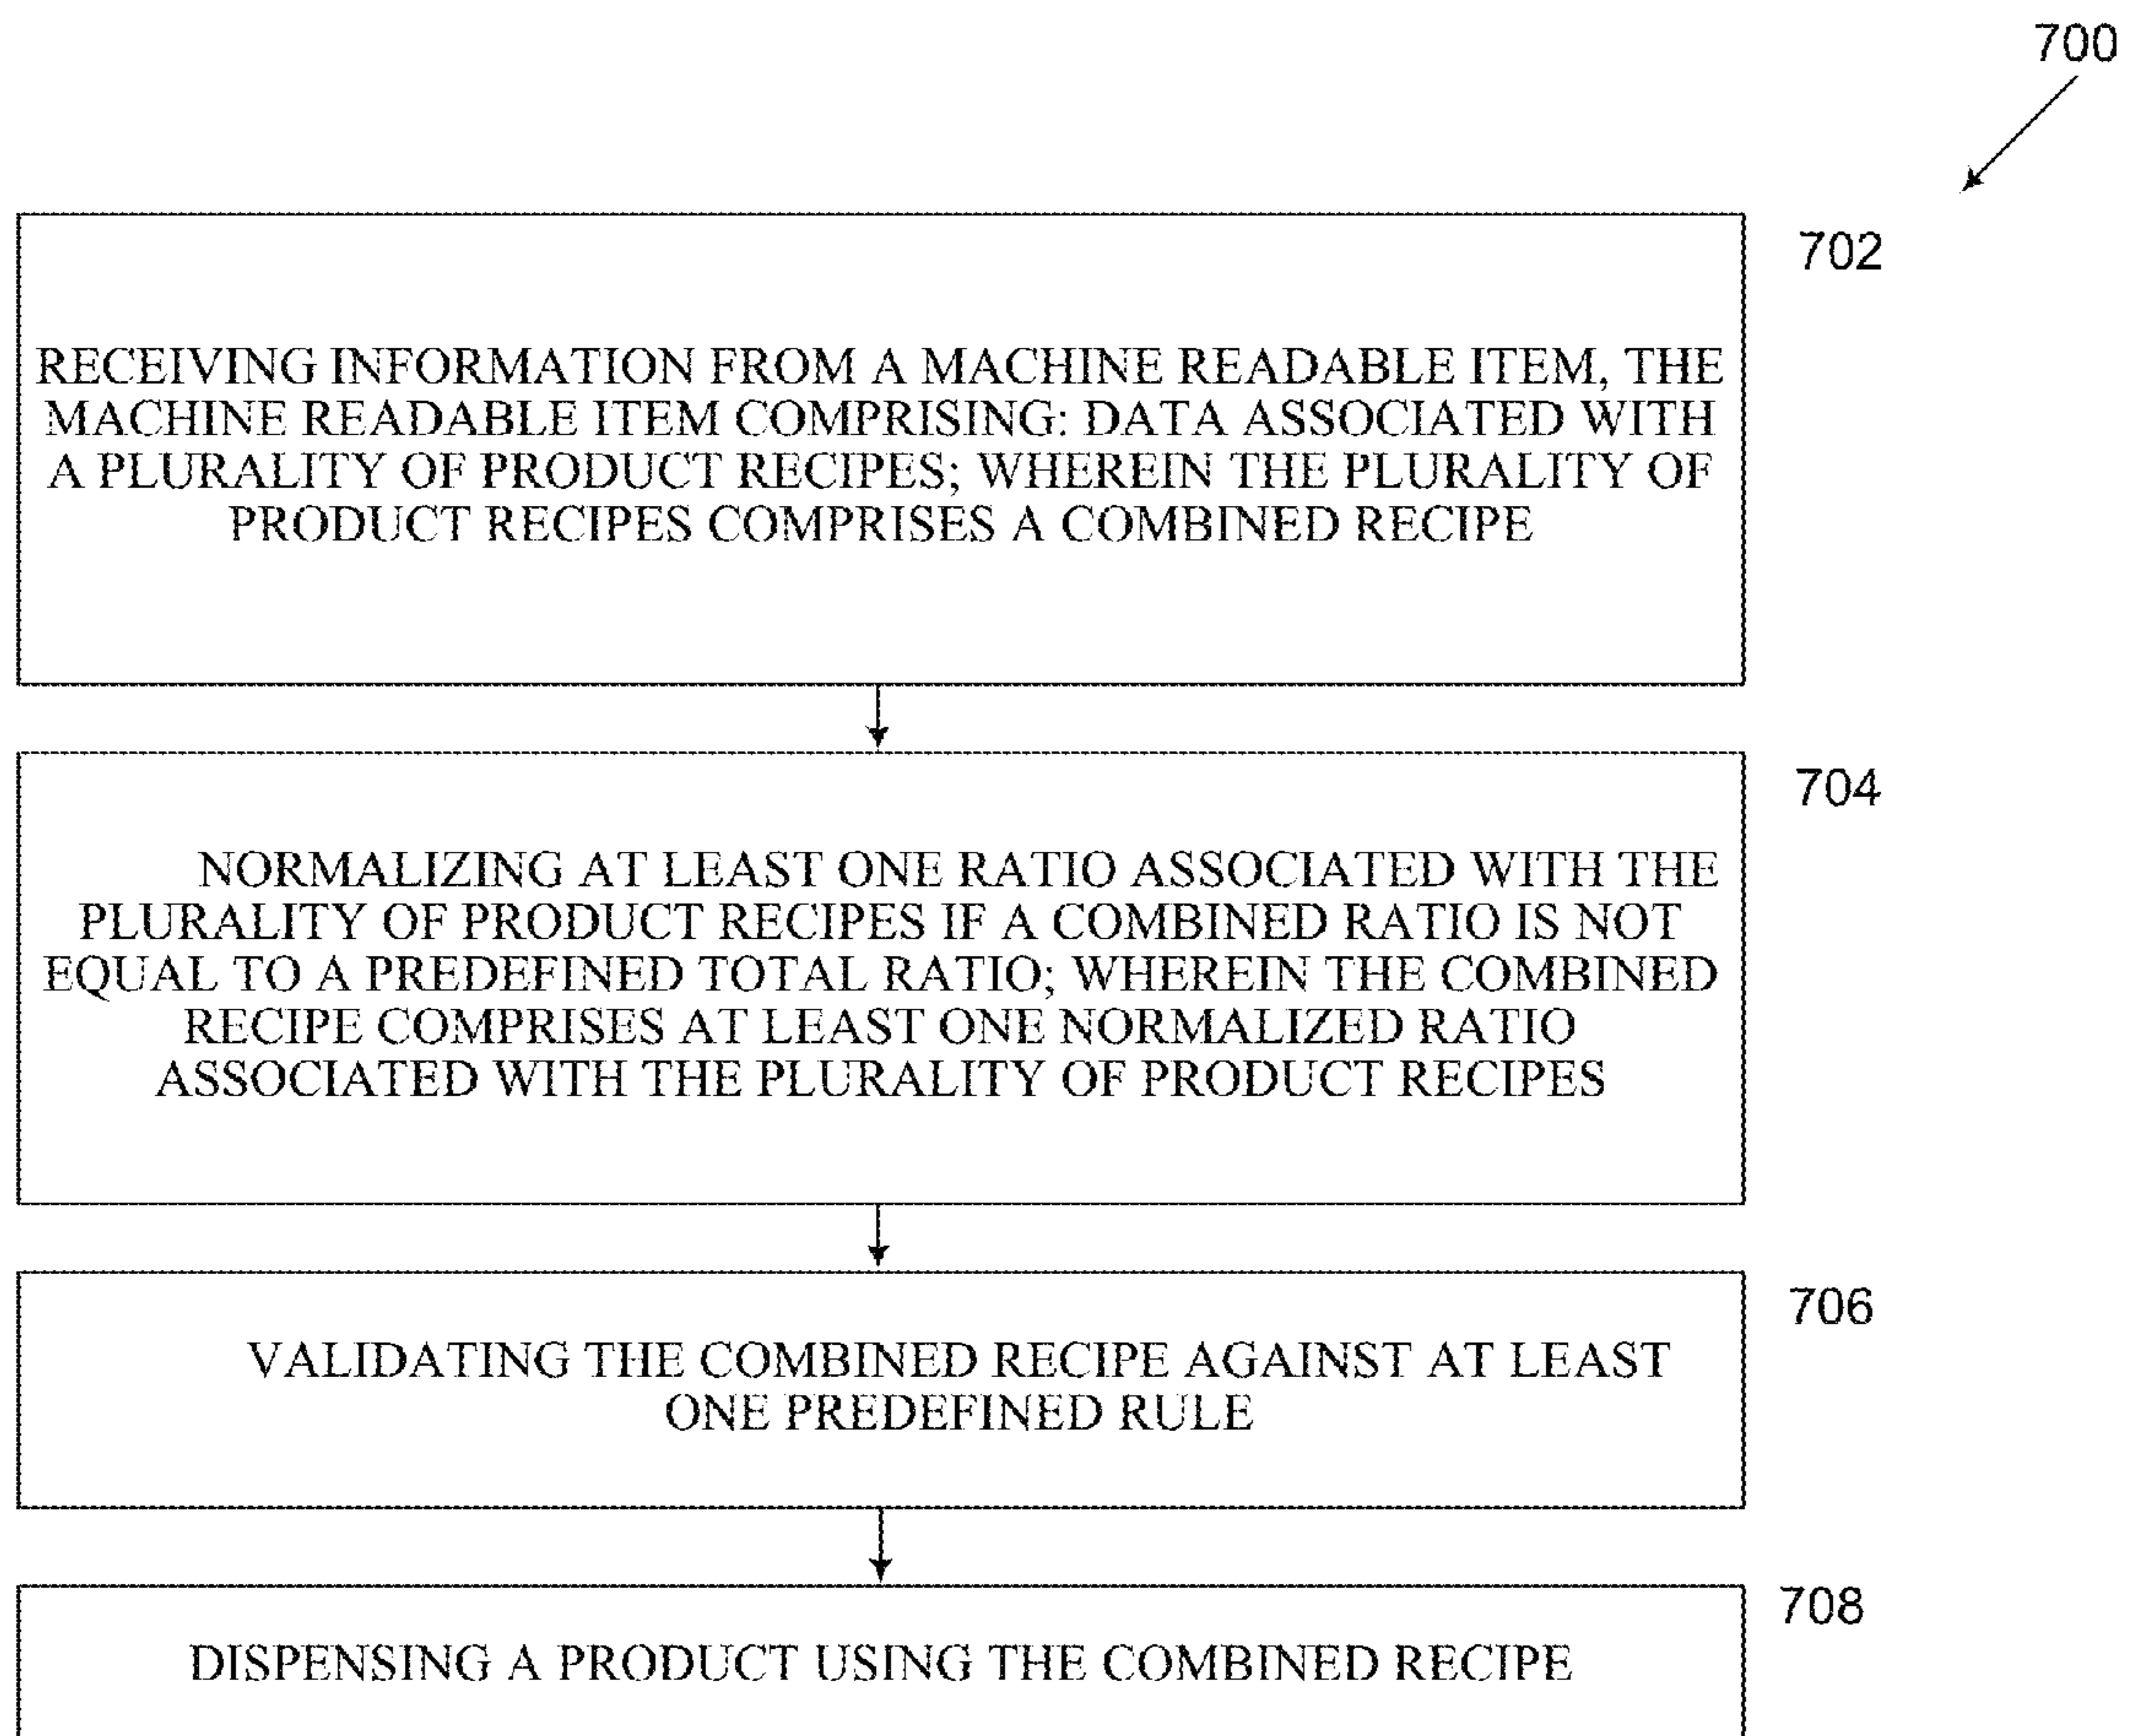 700
702
RECEIVING INFORMATION FROM A MACHINE READABLE ITEM, THE
MACHINE READABLE ITEM COMPRISING: DATA ASSOCIATED WITH
A PLURALITY OF PRODUCT RECIPES; WHEREIN THE PLURALITY OF
PRODUCT RECIPES COMPRISES A COMBINED RECIPE
704
NORMALIZING AT LEAST ONE RATIO ASSOCIATED WITH THE
PLURALITY OF PRODUCT RECIPES IF A COMBINED RATIO IS NOT
EQUAL TO A PREDEFINED TOTAL RATIO; WHEREIN THE COMBINED
RECIPE COMPRISES AT LEAST ONE NORMALIZED RATIO
ASSOCIATED WITH THE PLURALITY OF PRODUCT RECIPES
706
VALIDATING THE COMBINED RECIPE AGAINST AT LEAST
ONE PREDEFINED RULE
708
DISPENSING A PRODUCT USING THE COMBINED RECIPE